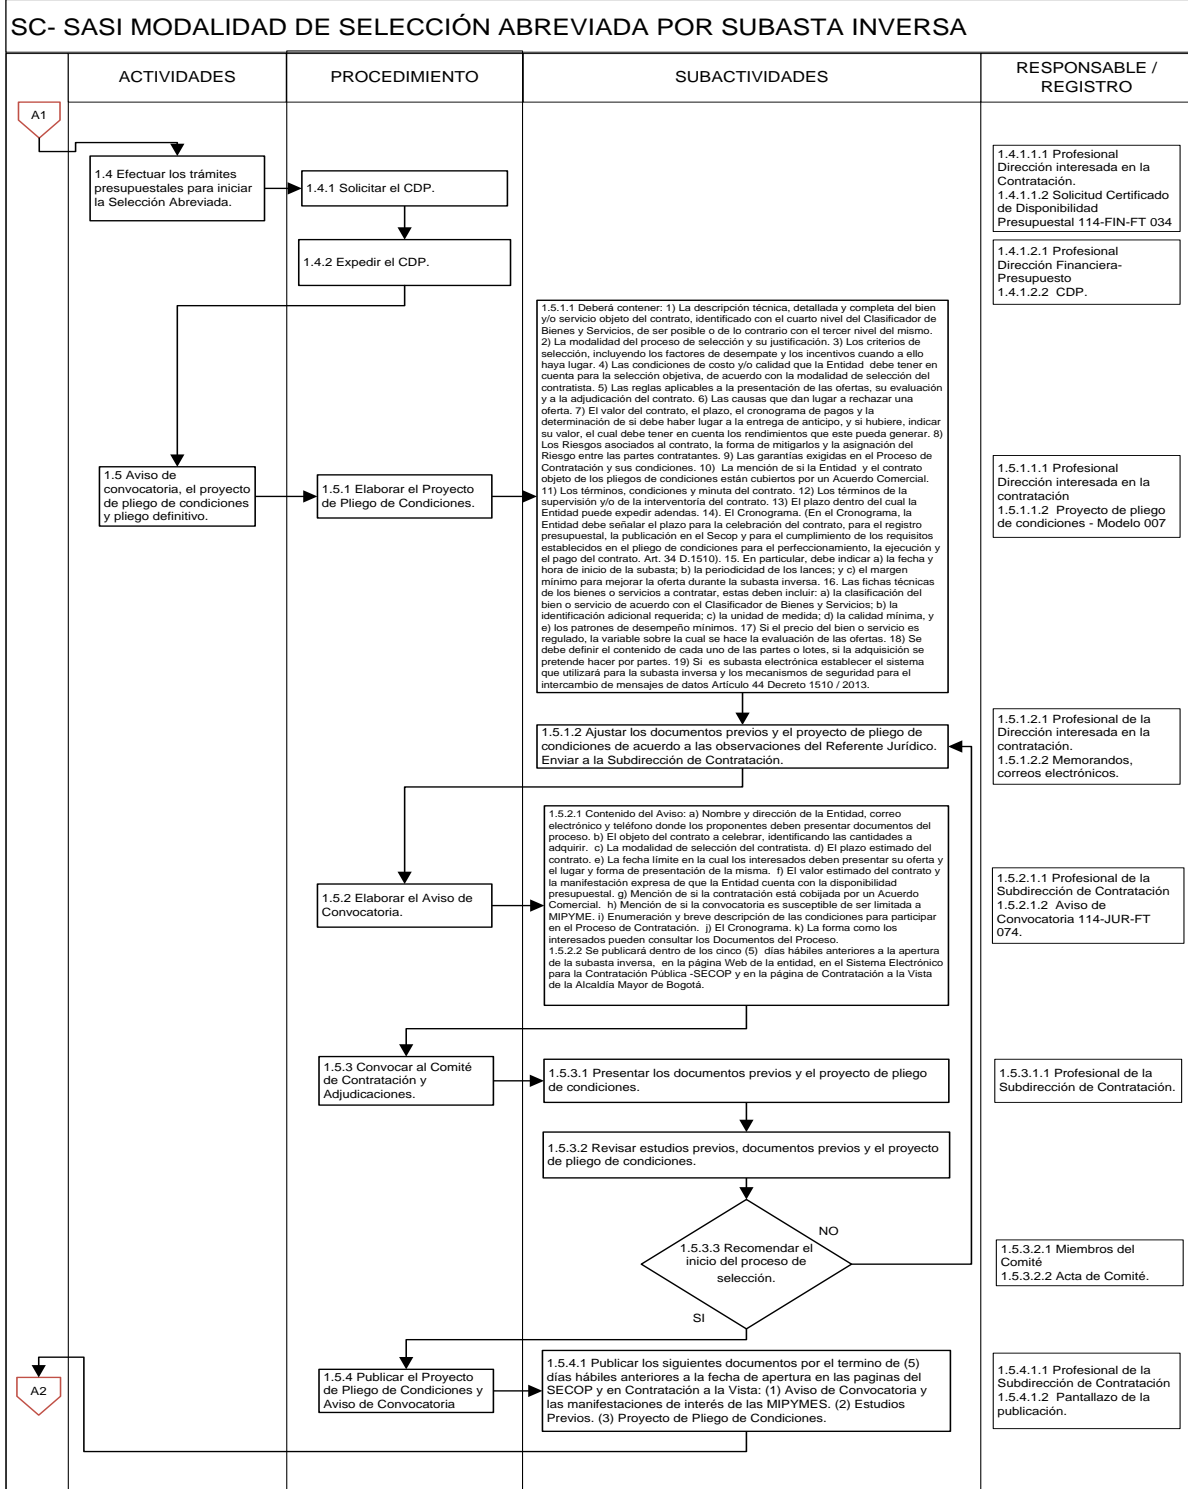 SC- SASI MODALIDAD DE SELECCIÓN ABREVIADA POR SUBASTA INVERSA
ACTIVIDADES
PROCEDIMIENTO
SUBACTIVIDADES
RESPONSABLE /
REGISTRO
A1
1.4 Efectuar los trámites
presupuestales para iniciar
la Selección Abreviada.
1.4.1 Solicitar el CDP.
1.4.1.1.1 Profesional
Dirección interesada en la
Contratación.
1.4.1.1.2 Solicitud Certificado
de Disponibilidad
Presupuestal 114-FIN-FT 034
1.4.2 Expedir el CDP.
1.4.1.2.1 Profesional
Dirección Financiera-
Presupuesto
1.4.1.2.2  CDP.
1.5 Aviso de
convocatoria, el proyecto
de pliego de condiciones
y pliego definitivo.
1.5.1 Elaborar el Proyecto
de Pliego de Condiciones.
1.5.1.1 Deberá contener: 1) La descripción técnica, detallada y completa del bien
y/o servicio objeto del contrato, identificado con el cuarto nivel del Clasificador de
Bienes y Servicios, de ser posible o de lo contrario con el tercer nivel del mismo.
2) La modalidad del proceso de selección y su justificación. 3) Los criterios de
selección, incluyendo los factores de desempate y los incentivos cuando a ello
haya lugar. 4) Las condiciones de costo y/o calidad que la Entidad  debe tener en
cuenta para la selección objetiva, de acuerdo con la modalidad de selección del
contratista. 5) Las reglas aplicables a la presentación de las ofertas, su evaluación
y a la adjudicación del contrato. 6) Las causas que dan lugar a rechazar una
oferta. 7) El valor del contrato, el plazo, el cronograma de pagos y la
determinación de si debe haber lugar a la entrega de anticipo, y si hubiere, indicar
su valor, el cual debe tener en cuenta los rendimientos que este pueda generar. 8)
Los Riesgos asociados al contrato, la forma de mitigarlos y la asignación del
Riesgo entre las partes contratantes. 9) Las garantías exigidas en el Proceso de
Contratación y sus condiciones. 10)  La mención de si la Entidad  y el contrato
objeto de los pliegos de condiciones están cubiertos por un Acuerdo Comercial.
11) Los términos, condiciones y minuta del contrato. 12) Los términos de la
supervisión y/o de la interventoría del contrato. 13) El plazo dentro del cual la
Entidad puede expedir adendas. 14). El Cronograma. (En el Cronograma, la
Entidad debe señalar el plazo para la celebración del contrato, para el registro
presupuestal, la publicación en el Secop y para el cumplimiento de los requisitos
establecidos en el pliego de condiciones para el perfeccionamiento, la ejecución y
el pago del contrato. Art. 34 D.1510). 15. En particular, debe indicar a) la fecha y
hora de inicio de la subasta; b) la periodicidad de los lances; y c) el margen
mínimo para mejorar la oferta durante la subasta inversa. 16. Las fichas técnicas
de los bienes o servicios a contratar, estas deben incluir: a) la clasificación del
bien o servicio de acuerdo con el Clasificador de Bienes y Servicios; b) la
identificación adicional requerida; c) la unidad de medida; d) la calidad mínima, y
e) los patrones de desempeño mínimos. 17) Si el precio del bien o servicio es
regulado, la variable sobre la cual se hace la evaluación de las ofertas. 18) Se
debe definir el contenido de cada uno de las partes o lotes, si la adquisición se
pretende hacer por partes. 19) Si  es subasta electrónica establecer el sistema
que utilizará para la subasta inversa y los mecanismos de seguridad para el
intercambio de mensajes de datos Artículo 44 Decreto 1510 / 2013.
1.5.1.1.1 Profesional
Dirección interesada en la
contratación
1.5.1.1.2  Proyecto de pliego
de condiciones - Modelo 007
1.5.1.2 Ajustar los documentos previos y el proyecto de pliego de
condiciones de acuerdo a las observaciones del Referente Jurídico.
Enviar a la Subdirección de Contratación.
1.5.1.2.1 Profesional de la
Dirección interesada en la
contratación.
1.5.1.2.2 Memorandos,
correos electrónicos.
1.5.2 Elaborar el Aviso de
Convocatoria.
1.5.2.1 Contenido del Aviso: a) Nombre y dirección de la Entidad, correo
electrónico y teléfono donde los proponentes deben presentar documentos del
proceso. b) El objeto del contrato a celebrar, identificando las cantidades a
adquirir.  c) La modalidad de selección del contratista. d) El plazo estimado del
contrato. e) La fecha límite en la cual los interesados deben presentar su oferta y
el lugar y forma de presentación de la misma.  f) El valor estimado del contrato y
la manifestación expresa de que la Entidad cuenta con la disponibilidad
presupuestal. g) Mención de si la contratación está cobijada por un Acuerdo
Comercial.  h) Mención de si la convocatoria es susceptible de ser limitada a
MIPYME. i) Enumeración y breve descripción de las condiciones para participar
en el Proceso de Contratación.  j) El Cronograma. k) La forma como los
interesados pueden consultar los Documentos del Proceso.
1.5.2.2 Se publicará dentro de los cinco (5)  días hábiles anteriores a la apertura
de la subasta inversa,  en la página Web de la entidad, en el Sistema Electrónico
para la Contratación Pública -SECOP y en la página de Contratación a la Vista
de la Alcaldía Mayor de Bogotá.
1.5.2.1.1 Profesional de la
Subdirección de Contratación
1.5.2.1.2  Aviso de
Convocatoria 114-JUR-FT
074.
1.5.3 Convocar al Comité
de Contratación y
Adjudicaciones.
1.5.3.1 Presentar los documentos previos y el proyecto de pliego
de condiciones.
1.5.3.1.1 Profesional de la
Subdirección de Contratación.
1.5.3.2 Revisar estudios previos, documentos previos y el proyecto
de pliego de condiciones.
1.5.3.3 Recomendar el
inicio del proceso de
selección.
NO
SI
1.5.3.2.1 Miembros del
Comité
1.5.3.2.2 Acta de Comité.
A2
1.5.4 Publicar el Proyecto
de Pliego de Condiciones y
Aviso de Convocatoria
1.5.4.1 Publicar los siguientes documentos por el termino de (5)
días hábiles anteriores a la fecha de apertura en las paginas del
SECOP y en Contratación a la Vista: (1) Aviso de Convocatoria y
las manifestaciones de interés de las MIPYMES. (2) Estudios
Previos. (3) Proyecto de Pliego de Condiciones.
1.5.4.1.1 Profesional de la
Subdirección de Contratación
1.5.4.1.2  Pantallazo de la
publicación.